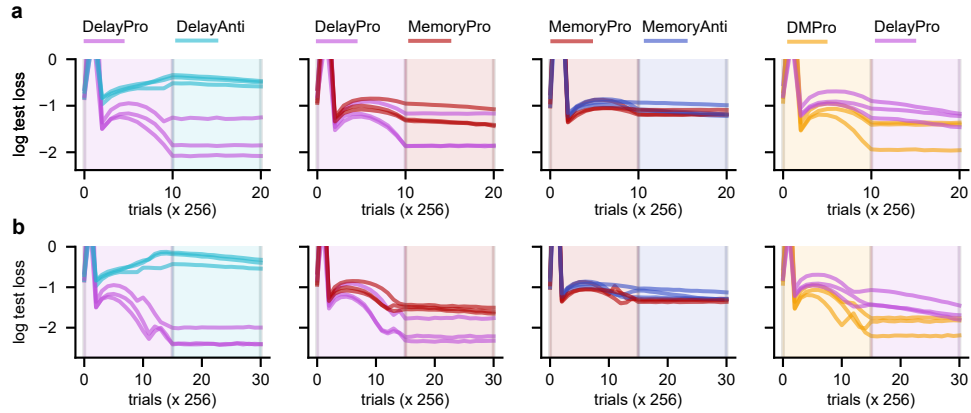 a
DelayPro DelayAnti DelayPro MemoryPro MemoryPro MemoryAnti DMPro DelayPro
log test loss
0
−1
−2
0 10 20 0 10 20 0 10 20 0 10 20
trials (x 256) trials (x 256) trials (x 256) trials (x 256)
b
log test loss
0
−1
−2
0 10 20 30 0 10 20 30 0 10 20 30 0 10 20 30
trials (x 256) trials (x 256) trials (x 256) trials (x 256)